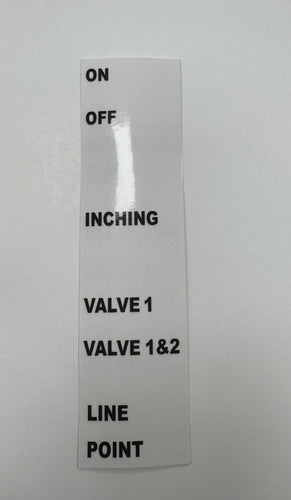 ON
OFF
INCHING
VALVE 1
VALVE 1&2
LINE
POINT